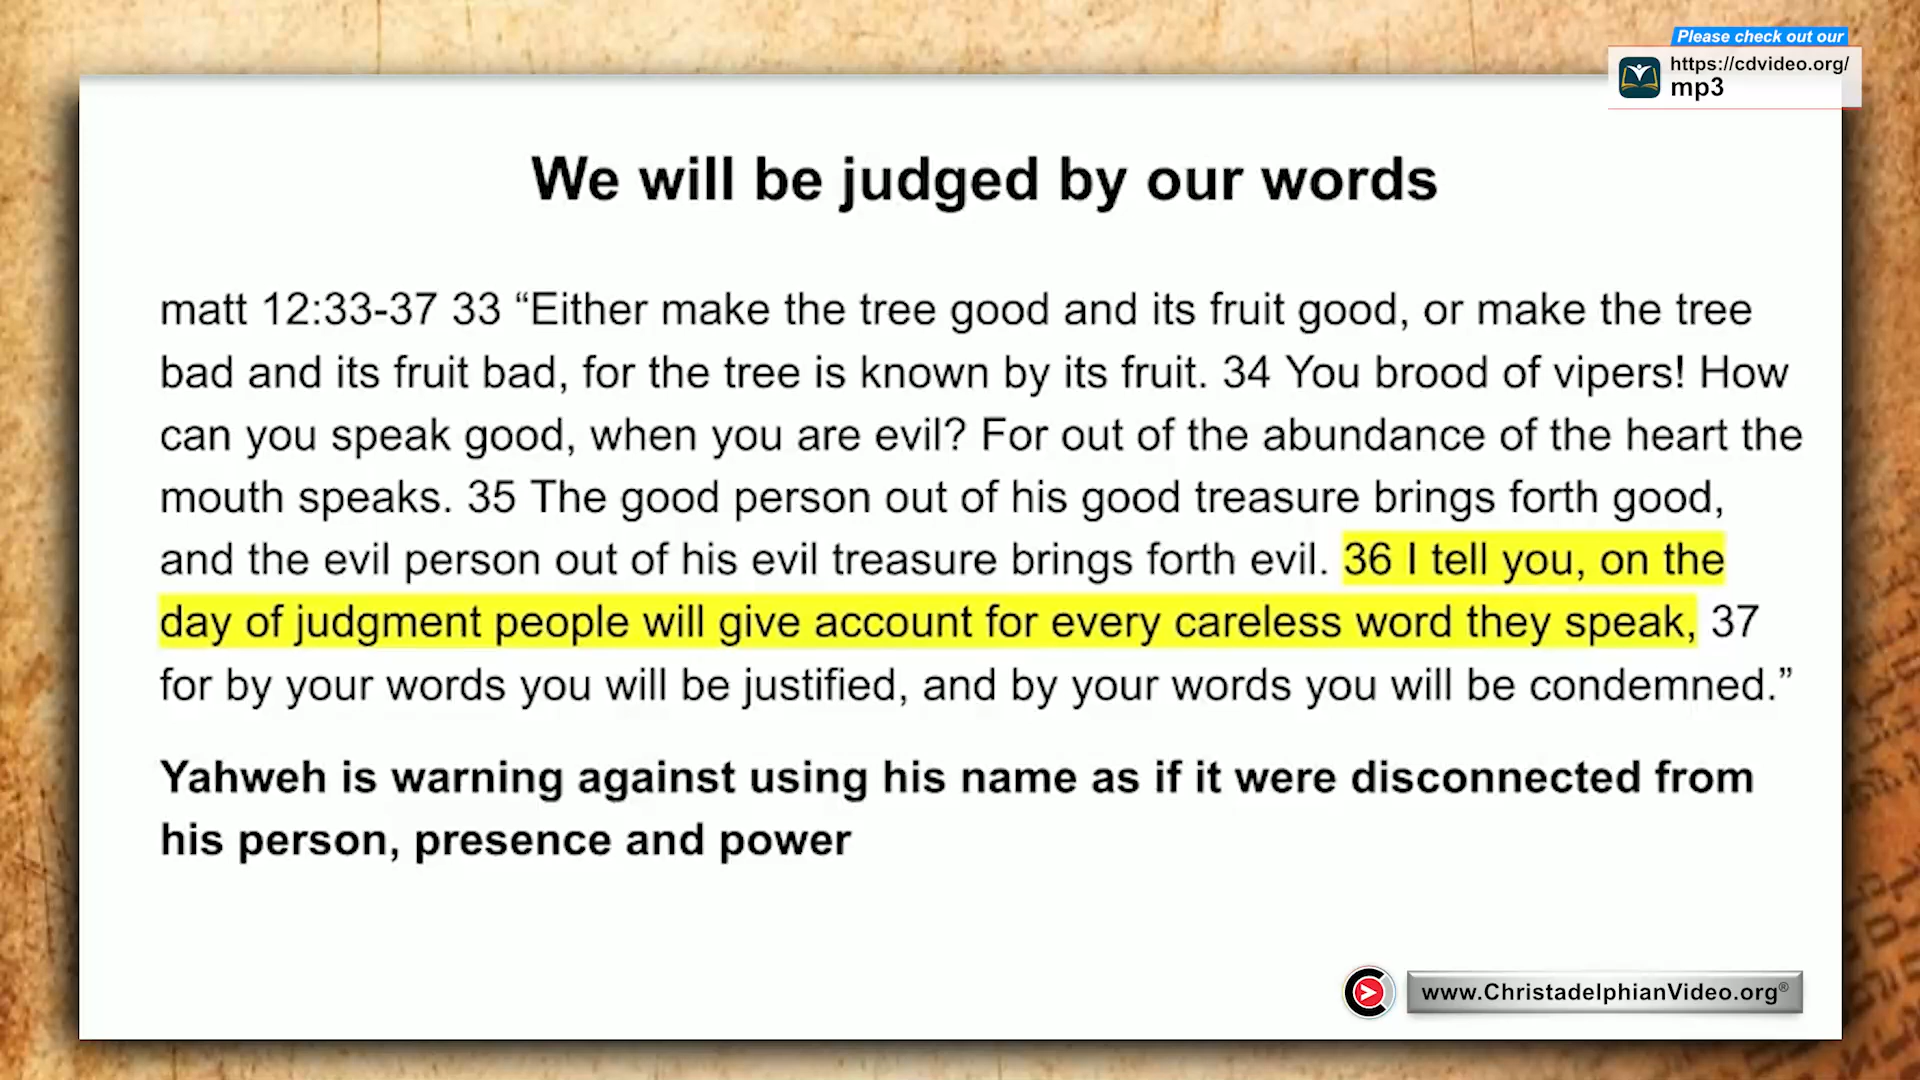 Please check out our
https://cdvideo.org/
mp3
We will be judged by our words
matt 12:33-37 33 “Either make the tree good and its fruit good, or make the tree
bad and its fruit bad, for the tree is known by its fruit. 34 You brood of vipers! How
can you speak good, when you are evil? For out of the abundance of the heart the
mouth speaks. 35 The good person out of his good treasure brings forth good,
and the evil person out of his evil treasure brings forth evil. 36 I tell you, on the
day of judgment people will give account for every careless word they speak, 37
for by your words you will be justified, and by your words you will be condemned.”
Yahweh is warning against using his name as if it were disconnected from
his person, presence and power
www.ChristadelphianVideo.org®